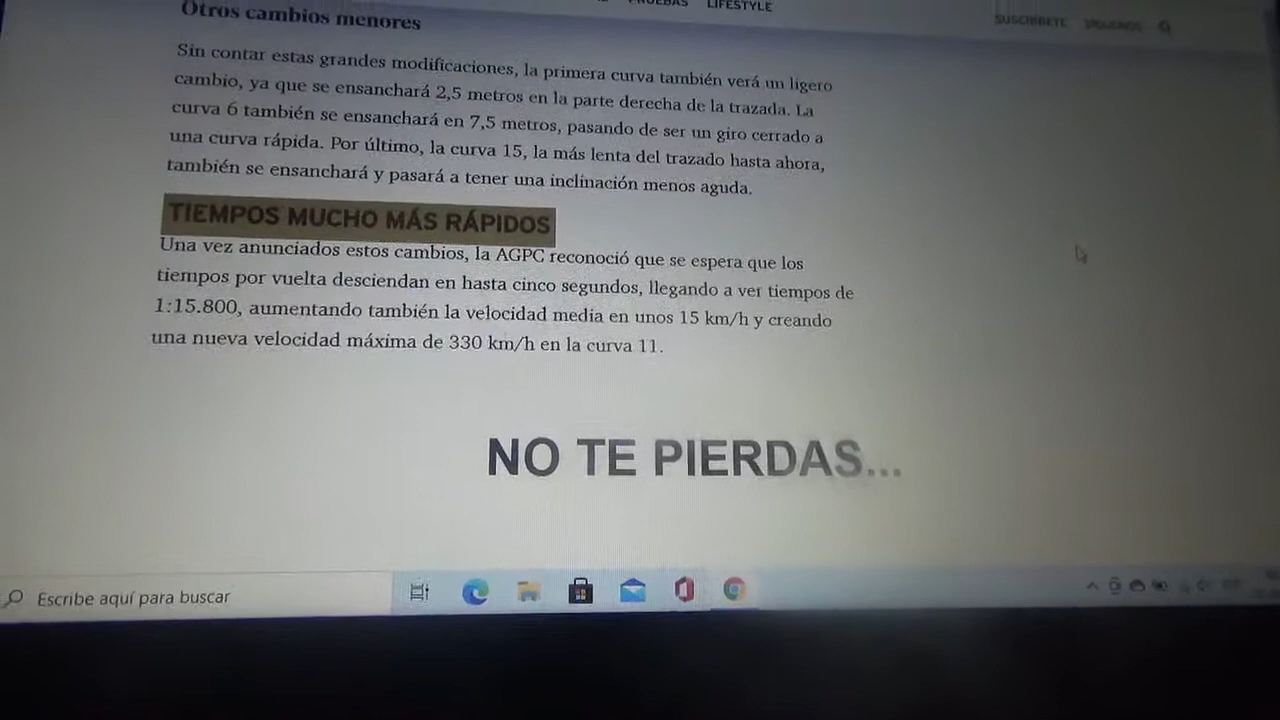 PRUEBAS LIFESTYLE
SUSCRÍBETE SÍGUENOS
Otros cambios menores
Sin contar estas grandes modificaciones, la primera curva también verá un ligero
cambio, ya que se ensanchará 2,5 metros en la parte derecha de la trazada. La
curva 6 también se ensanchará en 7,5 metros, pasando de ser un giro cerrado a
una curva rápida. Por último, la curva 15, la más lenta del trazado hasta ahora,
también se ensanchará y pasará a tener una inclinación menos aguda.
TIEMPOS MUCHO MÁS RÁPIDOS
Una vez anunciados estos cambios, la AGPC reconoció que se espera que los
tiempos por vuelta desciendan en hasta cinco segundos, llegando a ver tiempos de
1:15.800, aumentando también la velocidad media en unos 15 km/h y creando
una nueva velocidad máxima de 330 km/h en la curva 11.
NO TE PIERDAS...
Escribe aquí para buscar